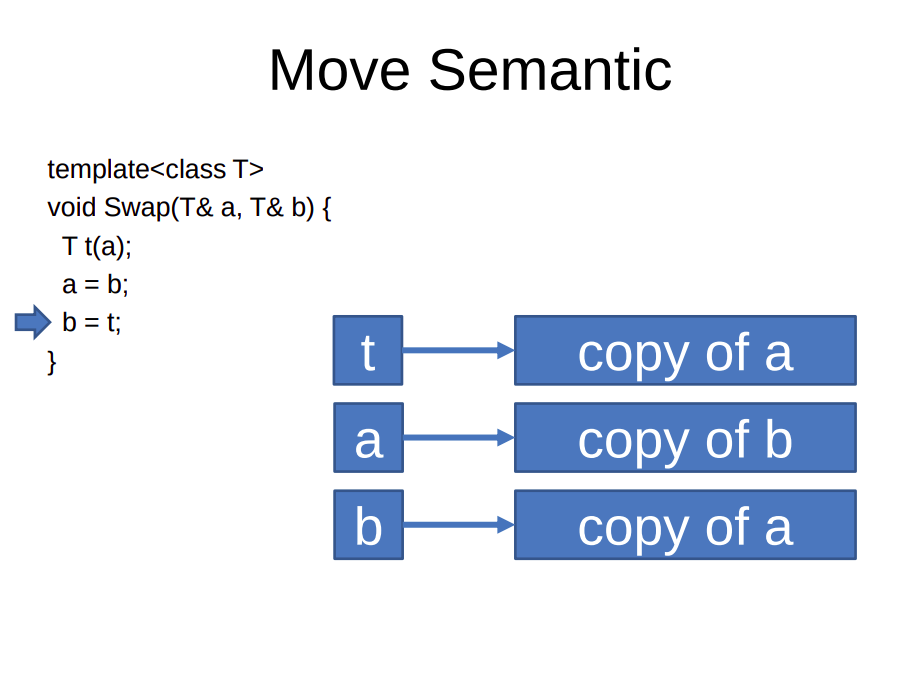 Move Semantic
template<class T>
void Swap(T& a, T& b) {
T t(a);
a = b;
b = t;
}
t copy of a
a copy of b
b copy of a